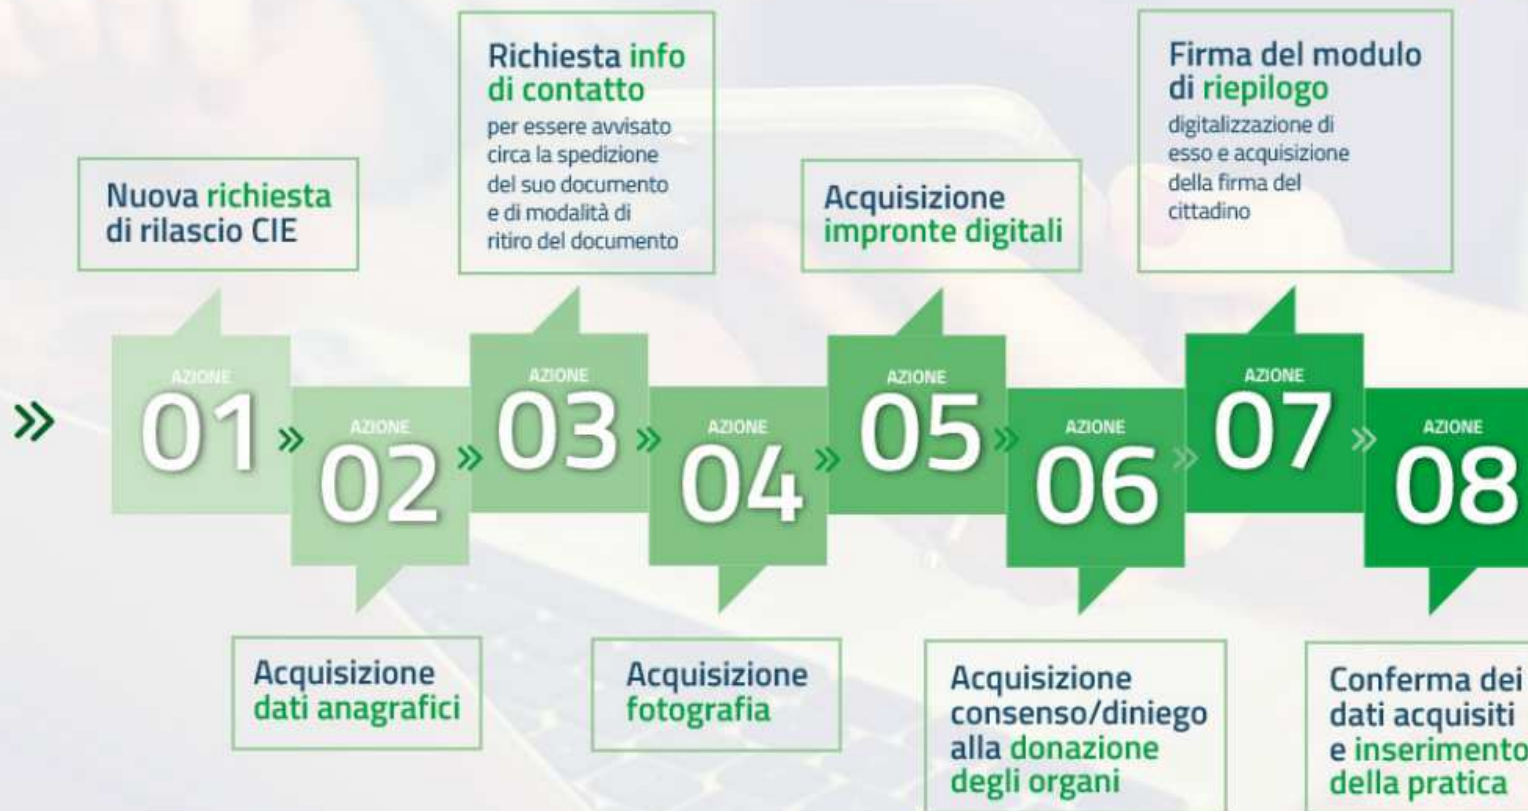 AZIONE
01
Nuova richiesta
di rilascio CIE
AZIONE
02
Acquisizione
dati anagrafici
AZIONE
03
Richiesta info
di contatto
per essere avvisato
circa la spedizione
del suo documento
e di modalità di
ritiro del documento
AZIONE
04
Acquisizione
fotografia
AZIONE
05
Acquisizione
impronte digitali
AZIONE
06
Acquisizione
consenso/diniego
alla donazione
degli organi
AZIONE
07
Firma del modulo
di riepilogo
digitalizzazione di
esso e acquisizione
della firma del
cittadino
AZIONE
08
Conferma dei
dati acquisiti
e inserimento
della pratica